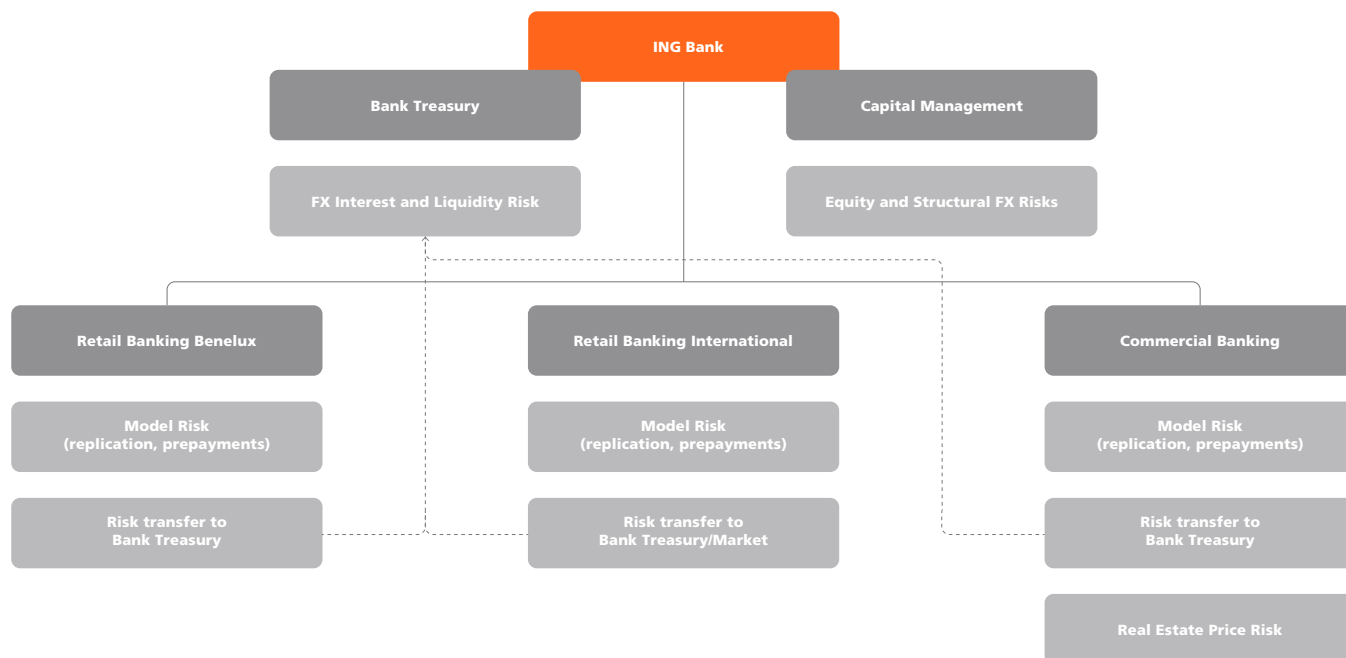 ING Bank
Bank Treasury
Capital Management
FX Interest and Liquidity Risk
Equity and Structural FX Risks
Retail Banking Benelux
Retail Banking International
Commercial Banking
Model Risk
(replication, prepayments)
Model Risk
(replication, prepayments)
Model Risk
(replication, prepayments)
Risk transfer to
Bank Treasury
Risk transfer to
Bank Treasury/Market
Risk transfer to
Bank Treasury
Real Estate Price Risk